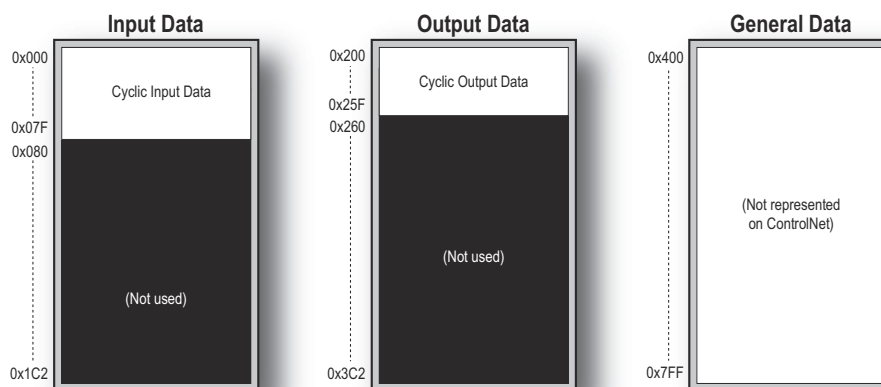 Input Data
0x000
Cyclic Input Data
0x07F
0x080
(Not used)
0x1C2
Output Data
0x200
Cyclic Output Data
0x25F
0x260
(Not used)
0x3C2
General Data
0x400
(Not represented
on ControlNet)
0x7FF